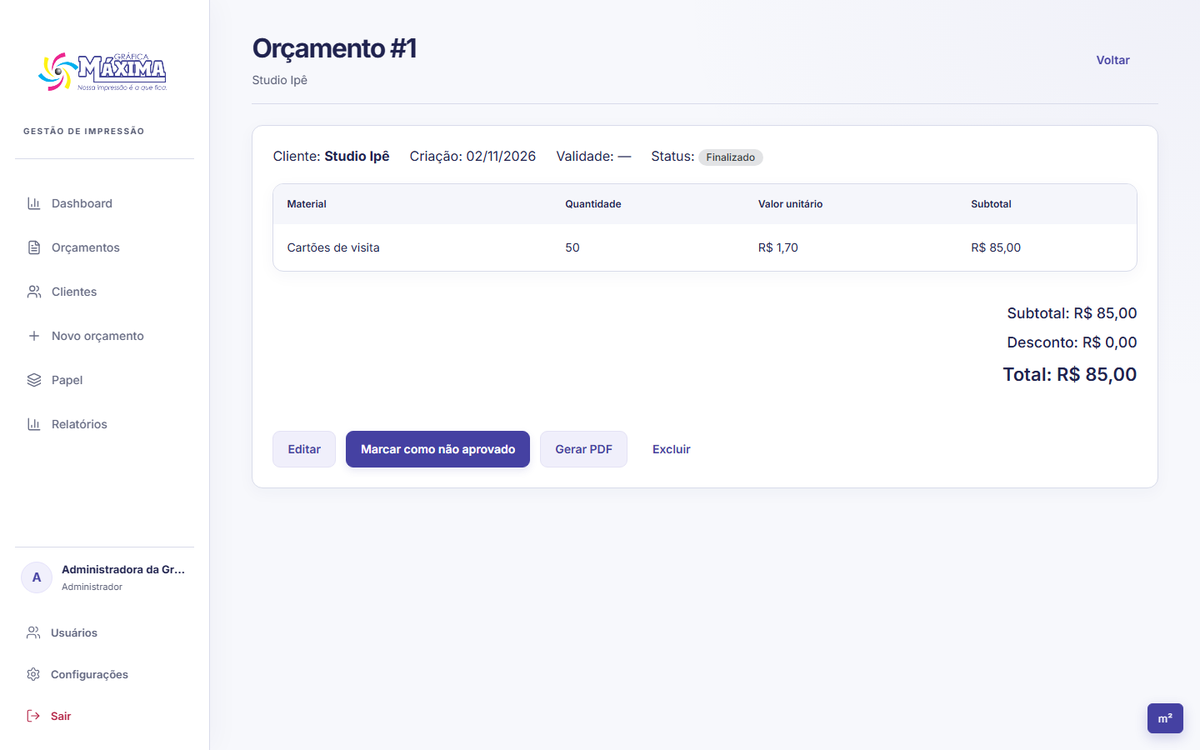 GRÁFICA
MÁXIMA
Nossa Impressão é o que fica.
GESTÃO DE IMPRESSÃO
Dashboard
Orçamentos
Clientes
Novo orçamento
Papel
Relatórios
A
Administradora da Gr...
Administrador
Usuários
Configurações
Sair
Orçamento #1
Studio Ipê
Voltar
Cliente: Studio Ipê Criação: 02/11/2026 Validade: — Status: Finalizado
Material Quantidade Valor unitário Subtotal
Cartões de visita 50 R$ 1,70 R$ 85,00
Subtotal: R$ 85,00
Desconto: R$ 0,00
Total: R$ 85,00
Editar Marcar como não aprovado Gerar PDF Excluir
m²